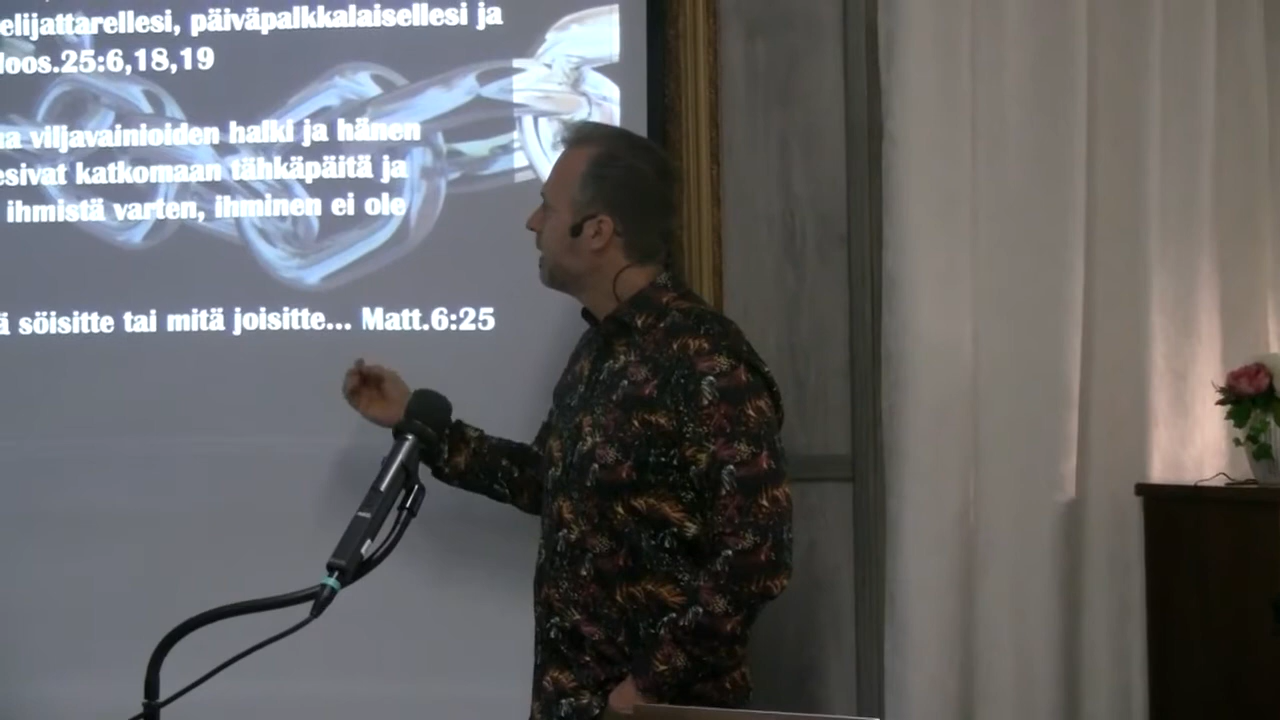 elijattarellesi, päiväpalkkalaisellesi ja
loos.25:6,18,19
na viljavainioiden halki ja hänen
esivat katkomaan tähkäpäitä ja
ihmistä varten, ihminen ei ole
ä söisitte tai mitä joisitte... Matt.6:25